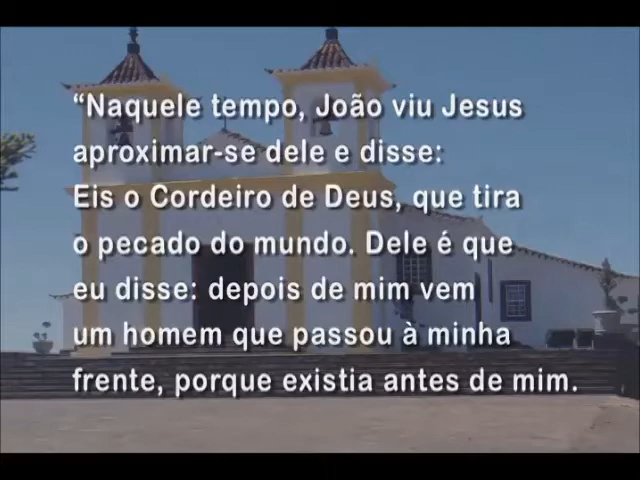 “Naquele tempo, João viu Jesus
aproximar-se dele e disse:
Eis o Cordeiro de Deus, que tira
o pecado do mundo. Dele é que
eu disse: depois de mim vem
um homem que passou à minha
frente, porque existia antes de mim.